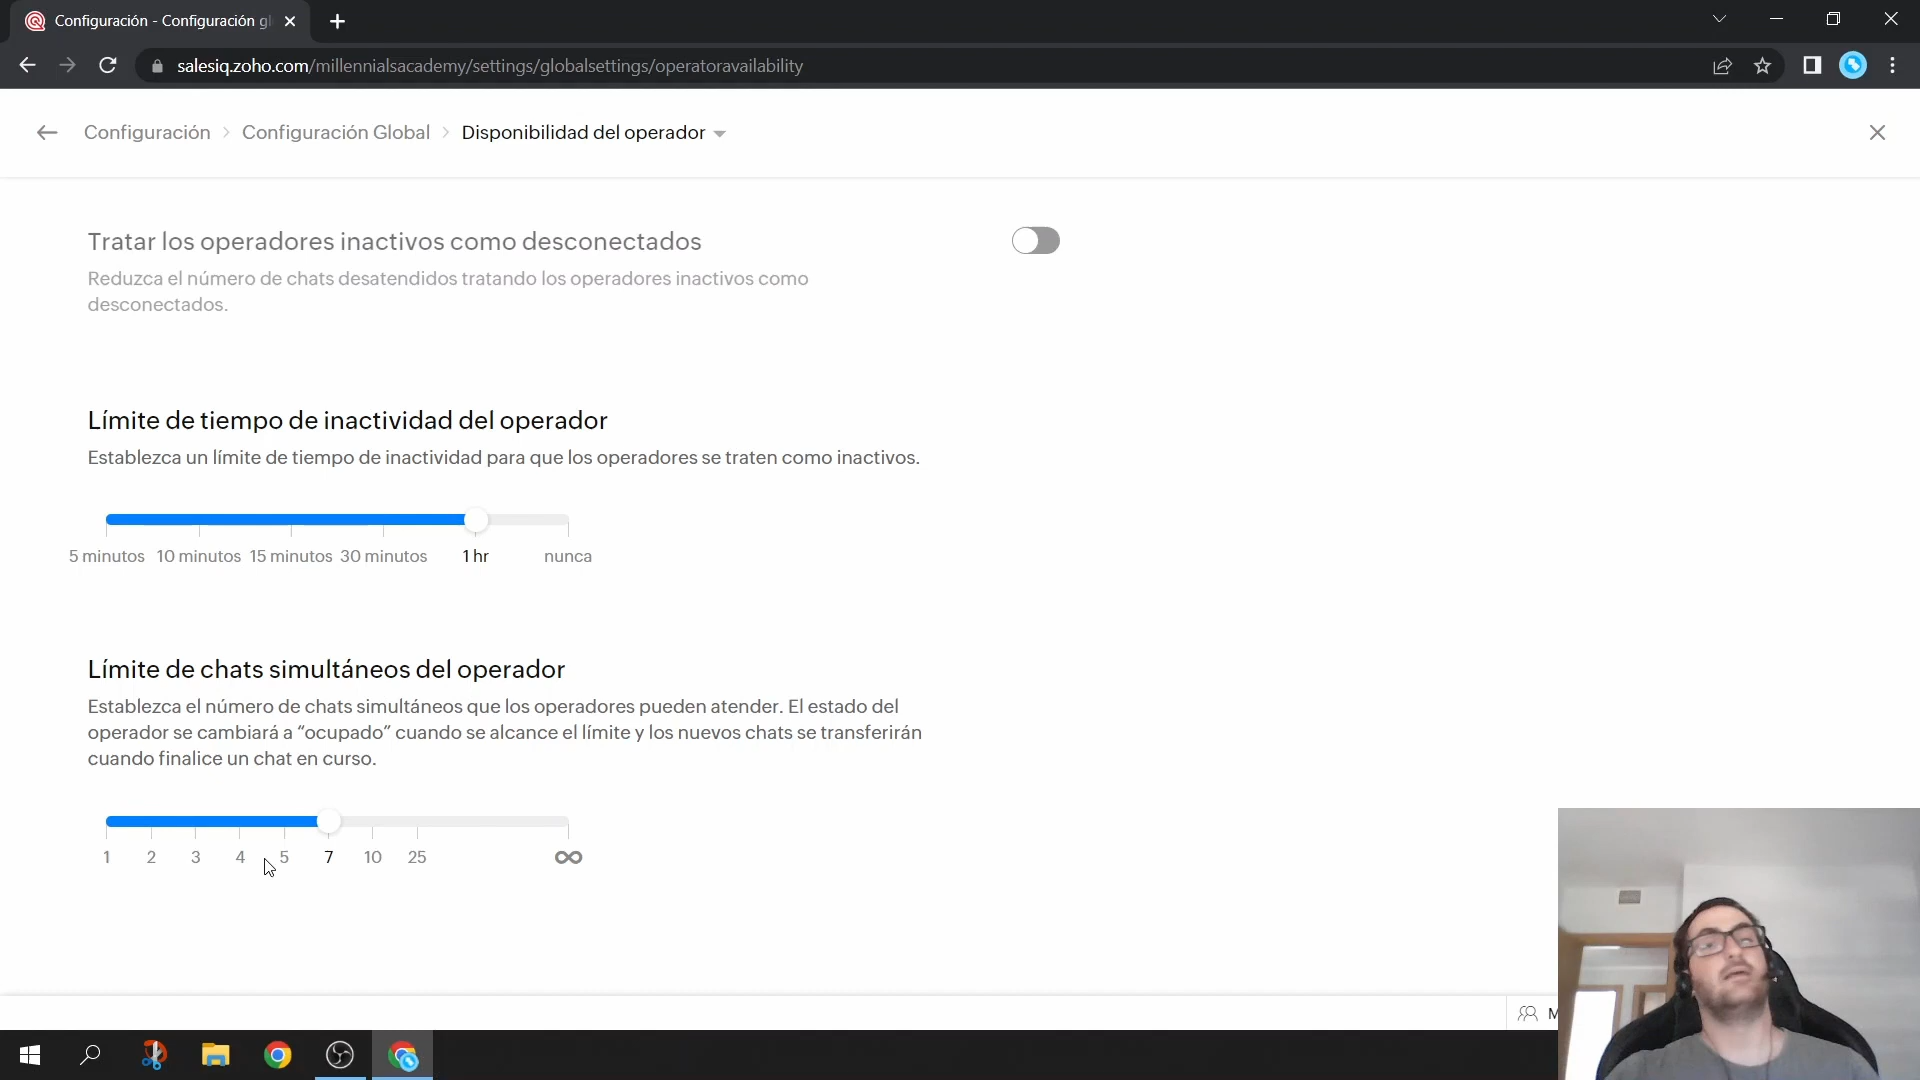 Configuración - Configuración gl
salesiq.zoho.com/millennialsacademy/settings/globalsettings/operatoravailability
Configuración > Configuración Global > Disponibilidad del operador
Tratar los operadores inactivos como desconectados
Reduzca el número de chats desatendidos tratando los operadores inactivos como
desconectados.
Límite de tiempo de inactividad del operador
Establezca un límite de tiempo de inactividad para que los operadores se traten como inactivos.
5 minutos 10 minutos 15 minutos 30 minutos 1 hr nunca
Límite de chats simultáneos del operador
Establezca el número de chats simultáneos que los operadores pueden atender. El estado del
operador se cambiará a “ocupado” cuando se alcance el límite y los nuevos chats se transferirán
cuando finalice un chat en curso.
1 2 3 4 5 7 10 25 ∞
M